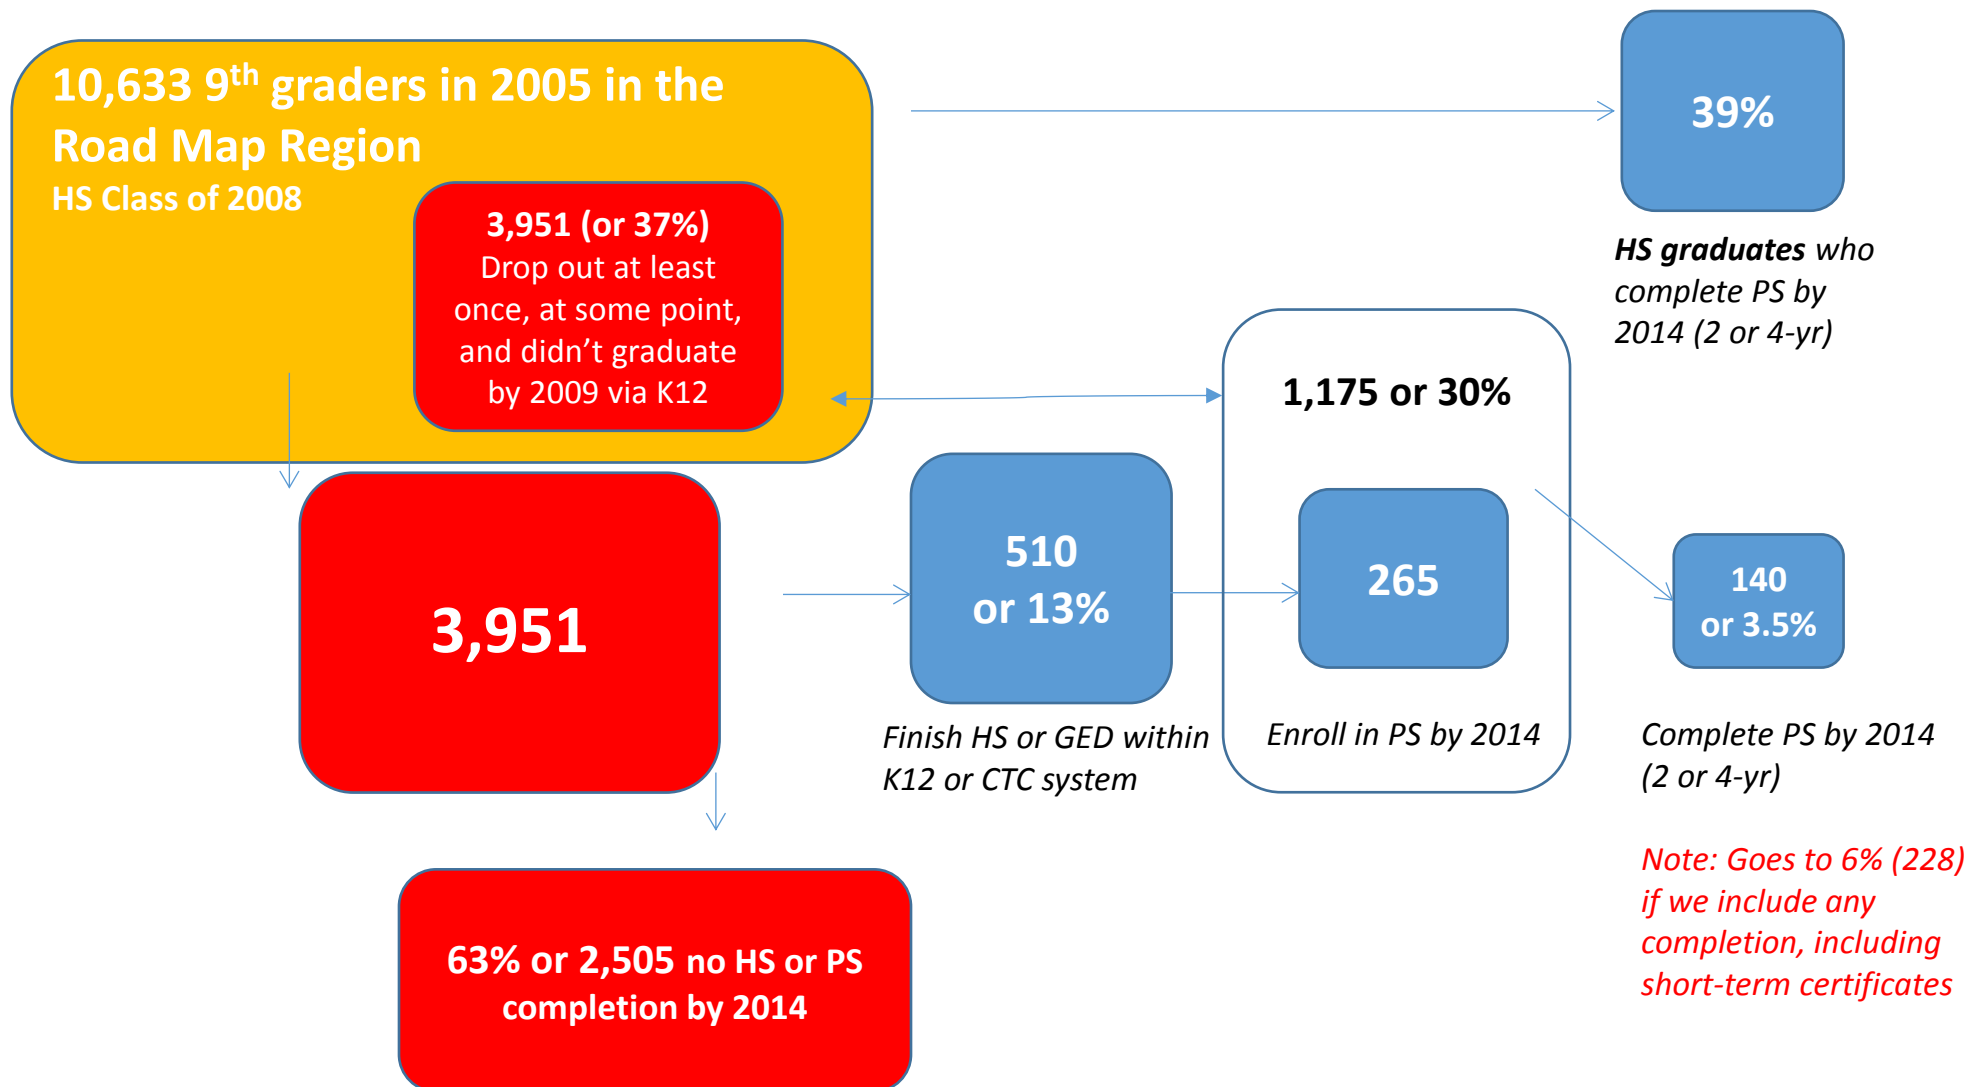 10,633 9th graders in 2005 in the
Road Map Region
HS Class of 2008
3,951 (or 37%)
Drop out at least
once, at some point,
and didn’t graduate
by 2009 via K12
39%
HS graduates who
complete PS by
2014 (2 or 4-yr)
3,951
510
or 13%
Finish HS or GED within
K12 or CTC system
1,175 or 30%
265
Enroll in PS by 2014
140
or 3.5%
Complete PS by 2014
(2 or 4-yr)
Note: Goes to 6% (228)
if we include any
completion, including
short-term certificates
63% or 2,505 no HS or PS
completion by 2014